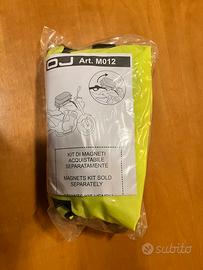 OJ Art. M012
KIT DI MAGNETI
ACQUISTABILE
SEPARATAMENTE
MAGNETS KIT SOLD
SEPARATELY
subito